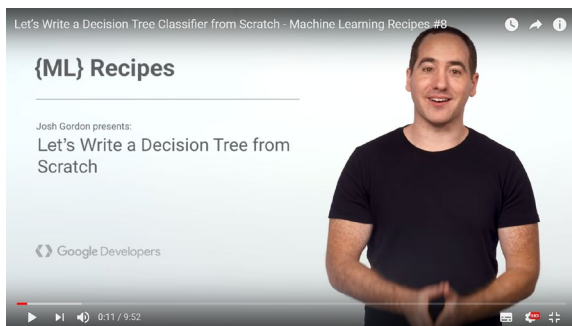 Let's Write a Decision Tree Classifier from Scratch - Machine Learning Recipes #8
{ML} Recipes
Josh Gordon presents:
Let's Write a Decision Tree from
Scratch
Google Developers
0:11 / 9:52
HD